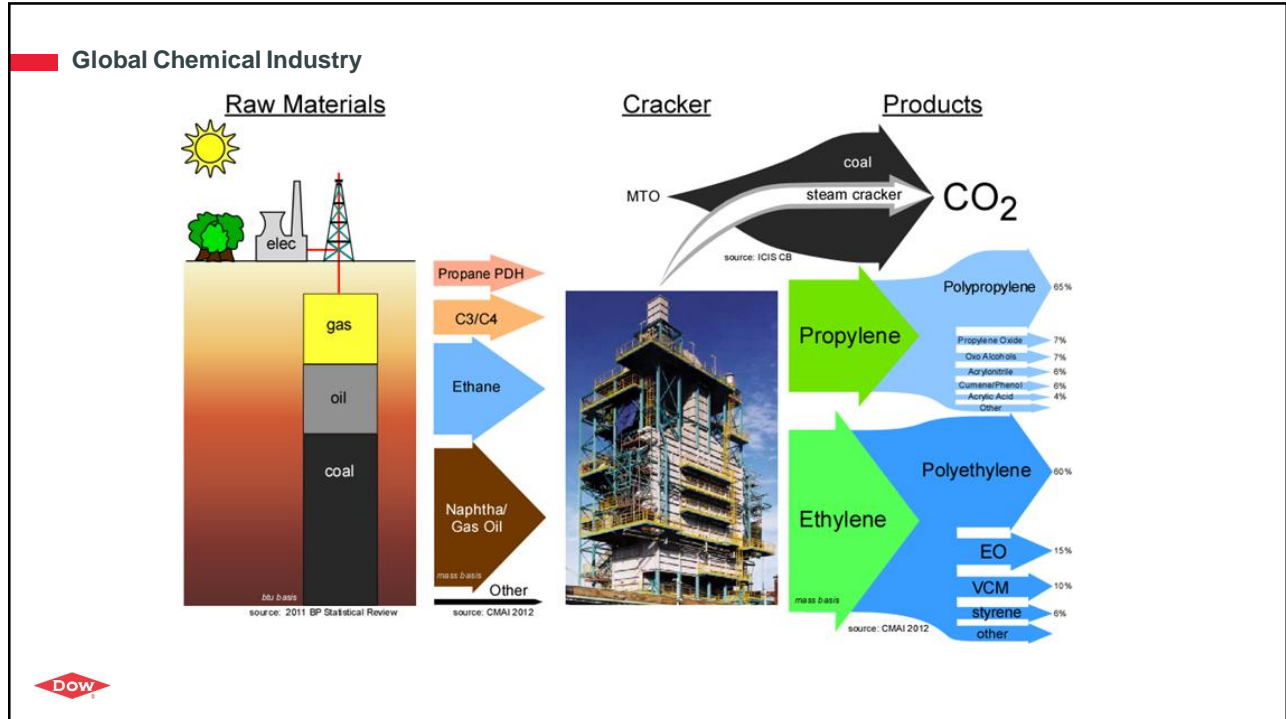 Global Chemical Industry
Raw Materials
Cracker
Products
elec
gas
oil
coal
btu basis
source: 2011 BP Statistical Review
Propane PDH
C3/C4
Ethane
Naphtha/
Gas Oil
mass basis
Other
source: CMAI 2012
MTO
coal
steam cracker
CO₂
source: ICIS CB
Propylene
Polypropylene
65%
Propylene Oxide
7%
Oxo Alcohols
7%
Acrylonitrile
6%
Cumene/Phenol
6%
Acrylic Acid
4%
Other
Ethylene
mass basis
Polyethylene
60%
EO
15%
VCM
10%
styrene
6%
other
source: CMAI 2012
Dow